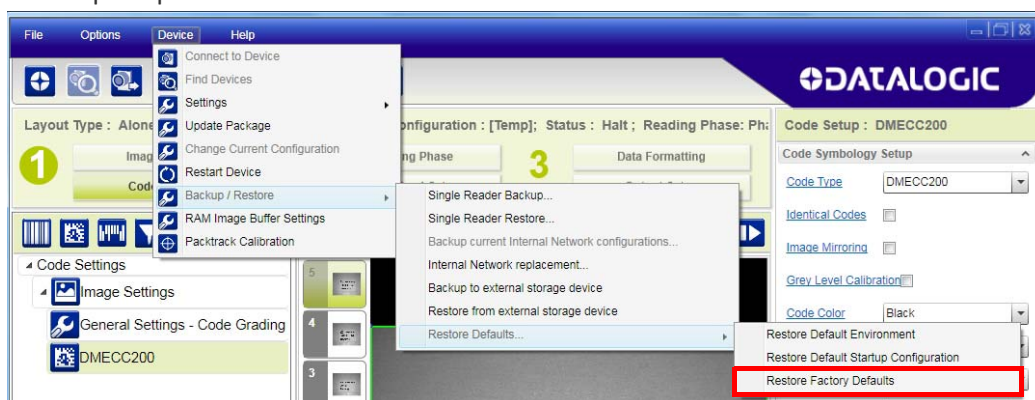 File Options Device Help
DATALOGIC
Connect to Device
Find Devices
Settings
Update Package
Change Current Configuration
Restart Device
Backup / Restore
RAM Image Buffer Settings
Packtrack Calibration
Layout Type : Alone
onfiguration : [Temp]; Status : Halt ; Reading Phase: Pha
1
Imag
Code
ng Phase
3
Data Formatting
Single Reader Backup...
Single Reader Restore...
Backup current Internal Network configurations...
Internal Network replacement...
Backup to external storage device
Restore from external storage device
Restore Defaults...
Restore Default Environment
Restore Default Startup Configuration
Restore Factory Defaults
Code Setup : DMECC200
Code Symbology Setup
Code Type DMECC200
Identical Codes
Image Mirroring
Grey Level Calibration
Code Color Black
Code Settings
Image Settings
General Settings - Code Grading
DMECC200
5
4
3